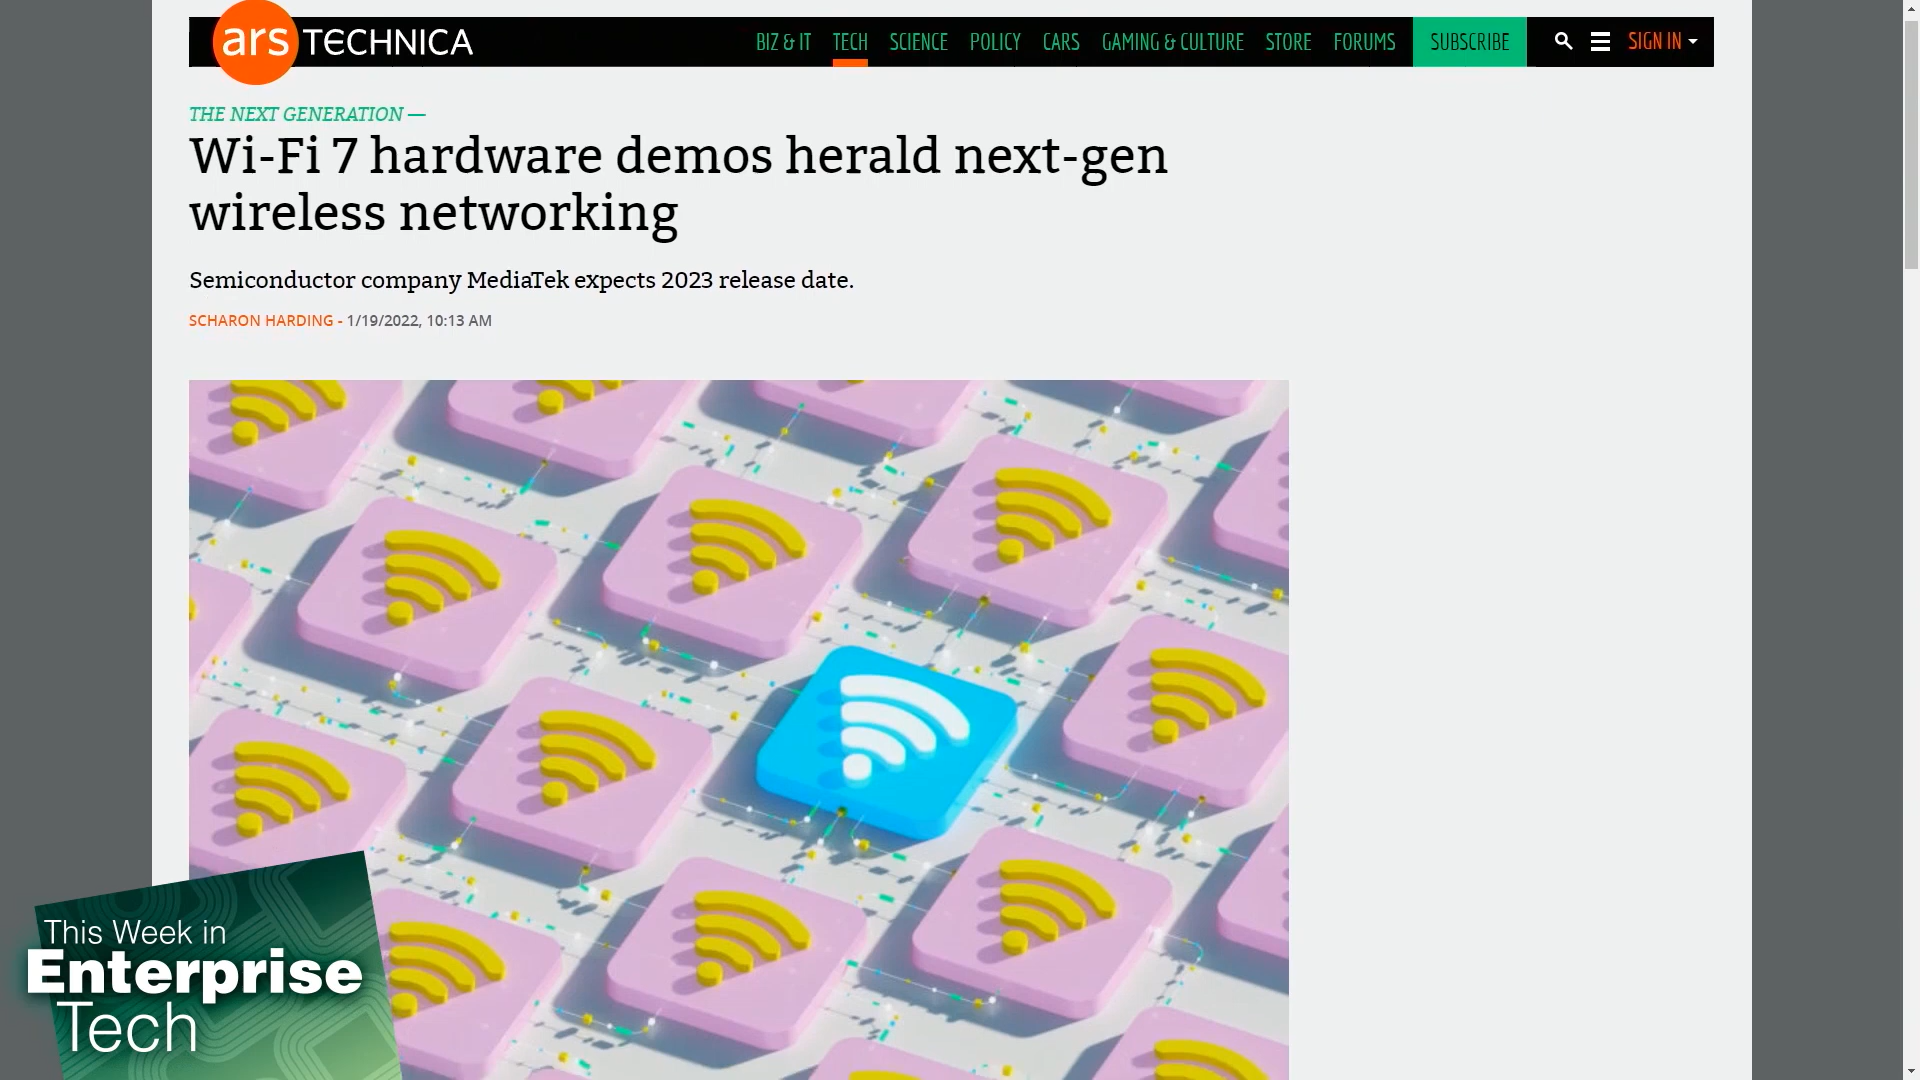 ars TECHNICA
BIZ & IT TECH SCIENCE POLICY CARS GAMING & CULTURE STORE FORUMS SUBSCRIBE SIGN IN
THE NEXT GENERATION —
Wi-Fi 7 hardware demos herald next-gen
wireless networking
Semiconductor company MediaTek expects 2023 release date.
SCHARON HARDING - 1/19/2022, 10:13 AM
This Week in
Enterprise
Tech